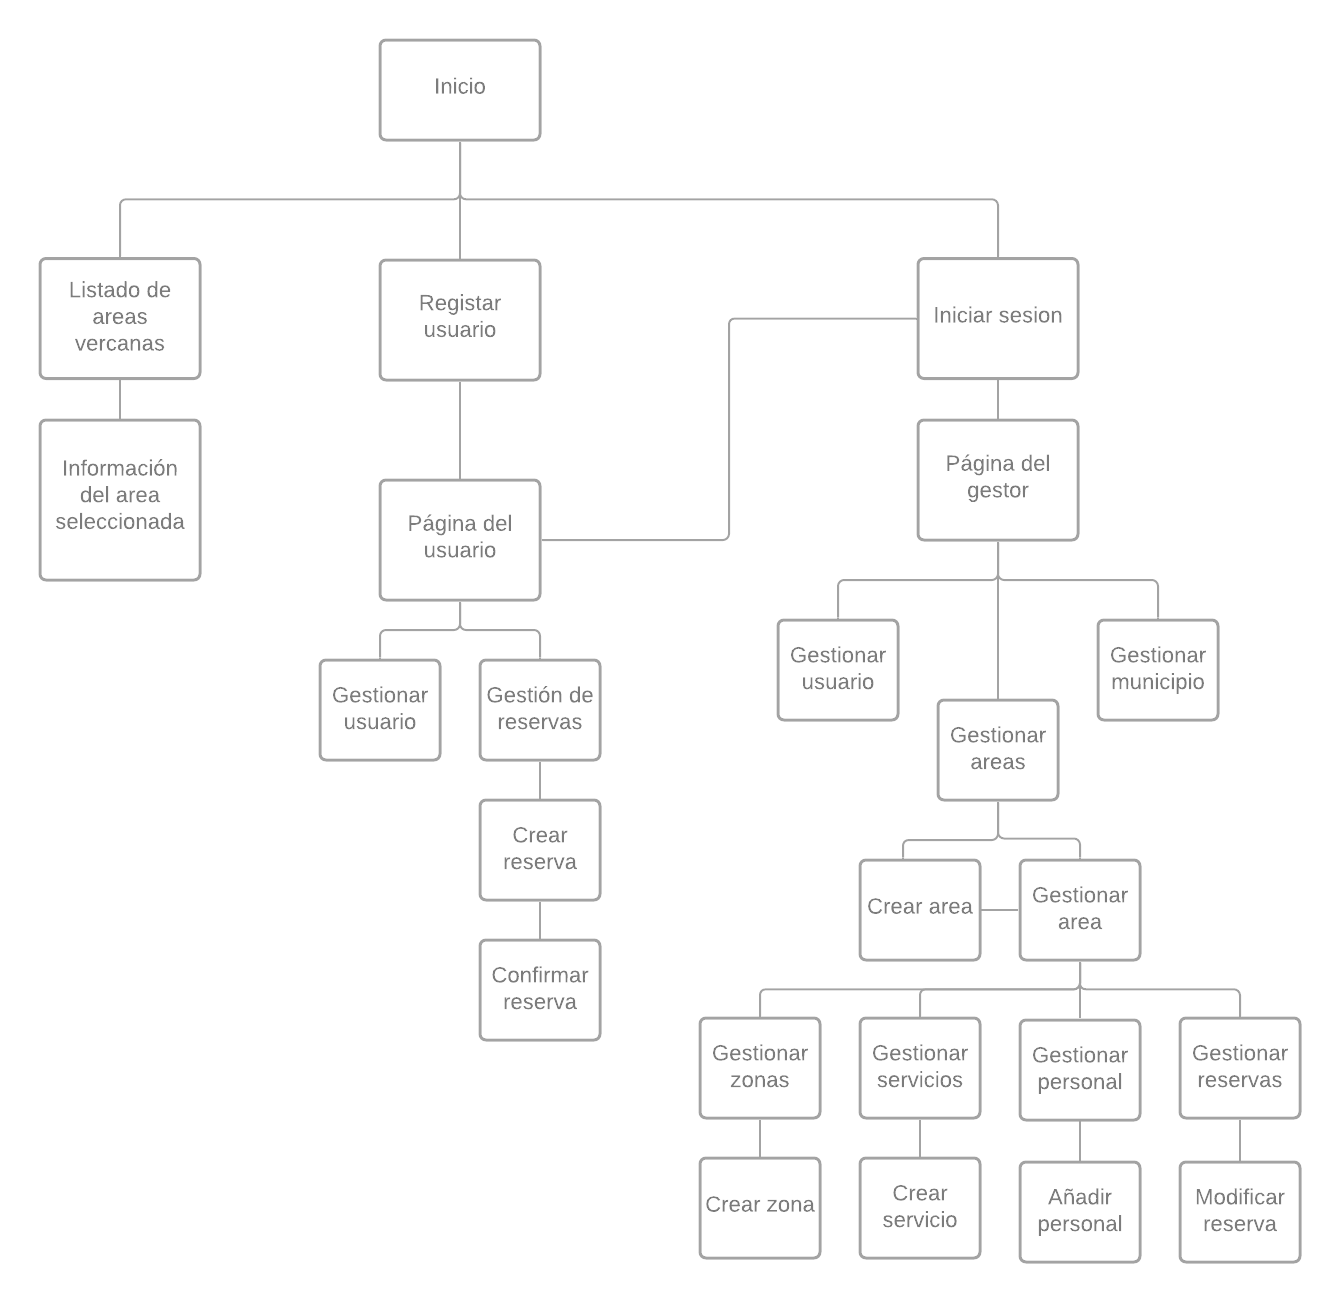 Inicio
Listado de
areas
vercanas
Registar
usuario
Iniciar sesion
Información
del area
seleccionada
Página del
usuario
Página del
gestor
Gestionar
usuario
Gestión de
reservas
Gestionar
usuario
Gestionar
municipio
Gestionar
areas
Crear
reserva
Crear area
Gestionar
area
Confirmar
reserva
Gestionar
zonas
Gestionar
servicios
Gestionar
personal
Gestionar
reservas
Crear zona
Crear
servicio
Añadir
personal
Modificar
reserva